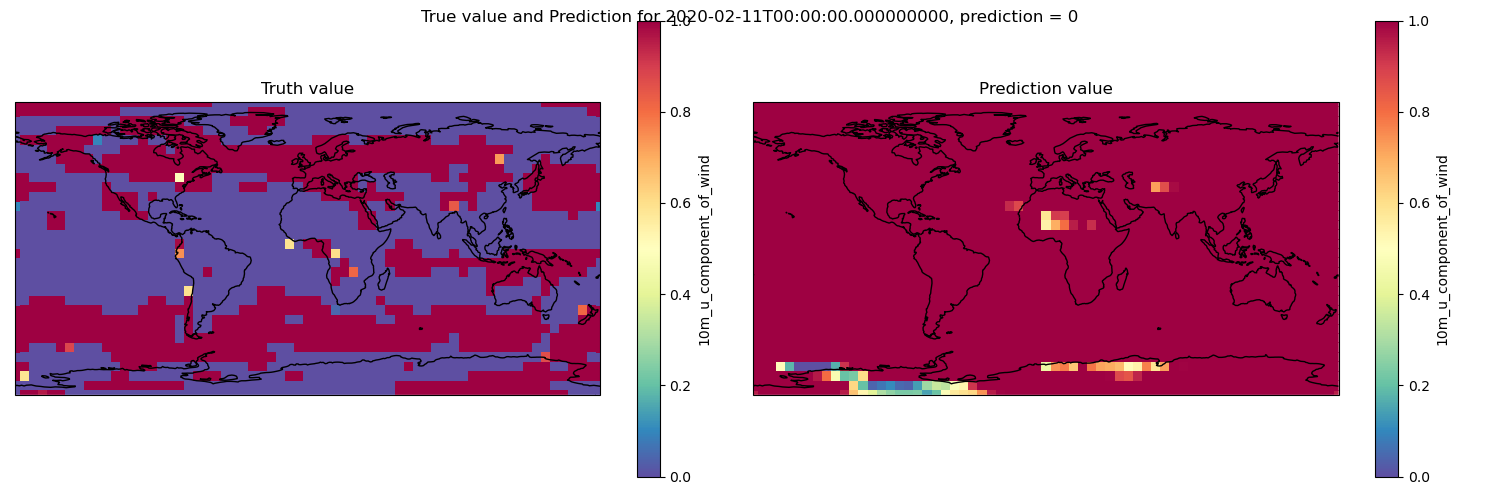 True value and Prediction for 2020-02-11T00:00:00.000000000, prediction = 0
Truth value
1.0
0.8
0.6
0.4
0.2
0.0
10m_u_component_of_wind
Prediction value
1.0
0.8
0.6
0.4
0.2
0.0
10m_u_component_of_wind